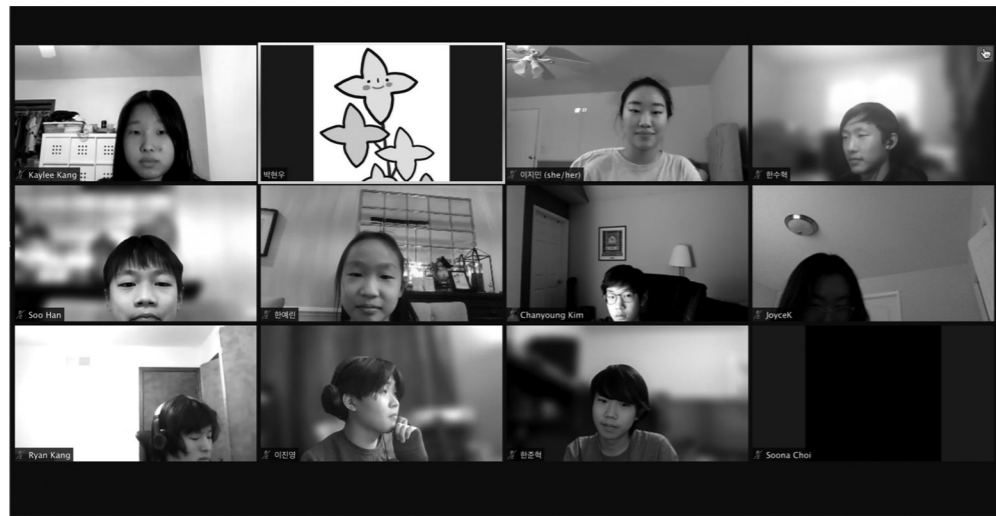 Kaylee Kang
박현우
이지민 (she/her)
한수혁
Soo Han
한예린
Chanyoung Kim
JoyceK
Ryan Kang
이진영
한준혁
Soona Choi